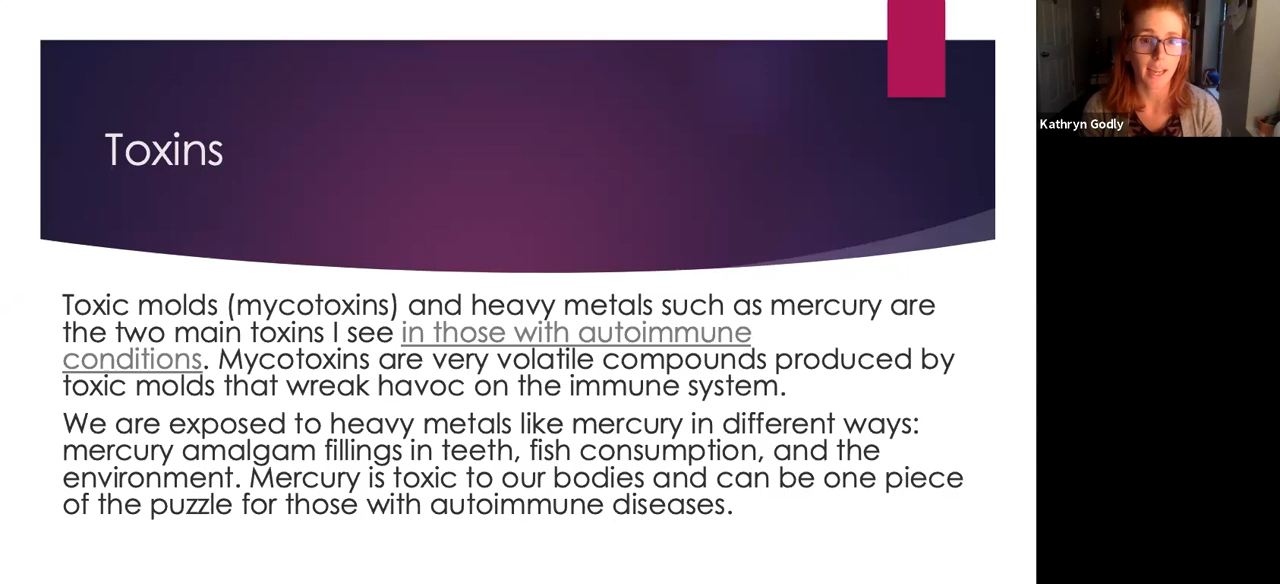 Toxins
Kathryn Godly
Toxic molds (mycotoxins) and heavy metals such as mercury are
the two main toxins I see in those with autoimmune
conditions. Mycotoxins are very volatile compounds produced by
toxic molds that wreak havoc on the immune system.
We are exposed to heavy metals like mercury in different ways:
mercury amalgam fillings in teeth, fish consumption, and the
environment. Mercury is toxic to our bodies and can be one piece
of the puzzle for those with autoimmune diseases.